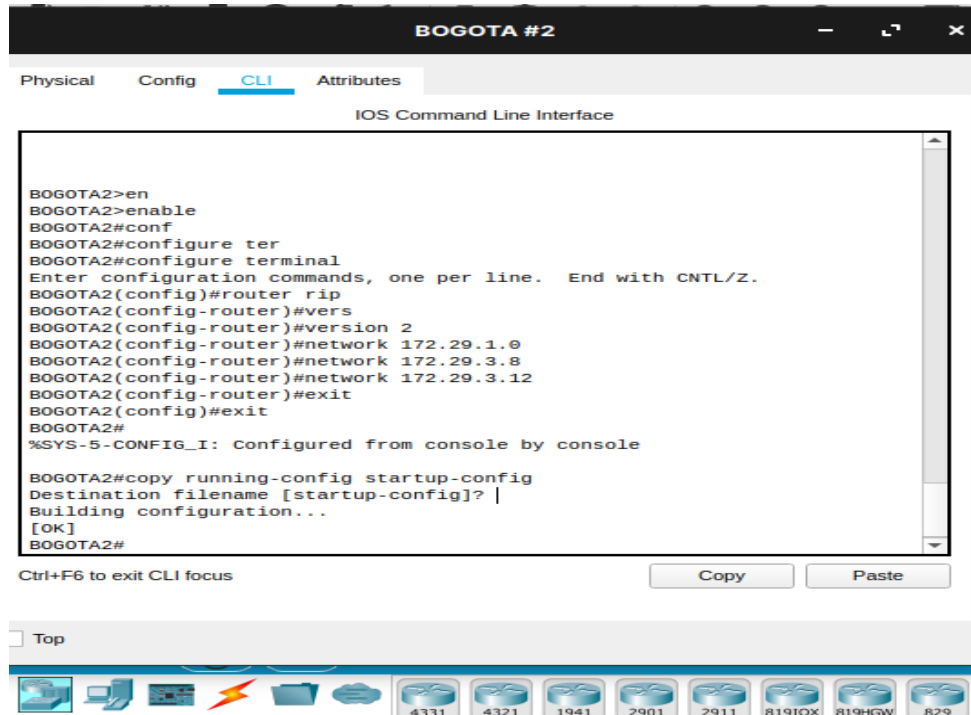 BOGOTA #2
Physical Config CLI Attributes
IOS Command Line Interface
BOGOTA2>en
BOGOTA2>enable
BOGOTA2#conf
BOGOTA2#configure ter
BOGOTA2#configure terminal
Enter configuration commands, one per line.  End with CNTL/Z.
BOGOTA2(config)#router rip
BOGOTA2(config-router)#vers
BOGOTA2(config-router)#version 2
BOGOTA2(config-router)#network 172.29.1.0
BOGOTA2(config-router)#network 172.29.3.8
BOGOTA2(config-router)#network 172.29.3.12
BOGOTA2(config-router)#exit
BOGOTA2(config)#exit
BOGOTA2#
%SYS-5-CONFIG_I: Configured from console by console
BOGOTA2#copy running-config startup-config
Destination filename [startup-config]?
Building configuration...
[OK]
BOGOTA2#
Ctrl+F6 to exit CLI focus Copy Paste
Top
4331 4321 1941 2901 2911 819IOX 819HGW 829